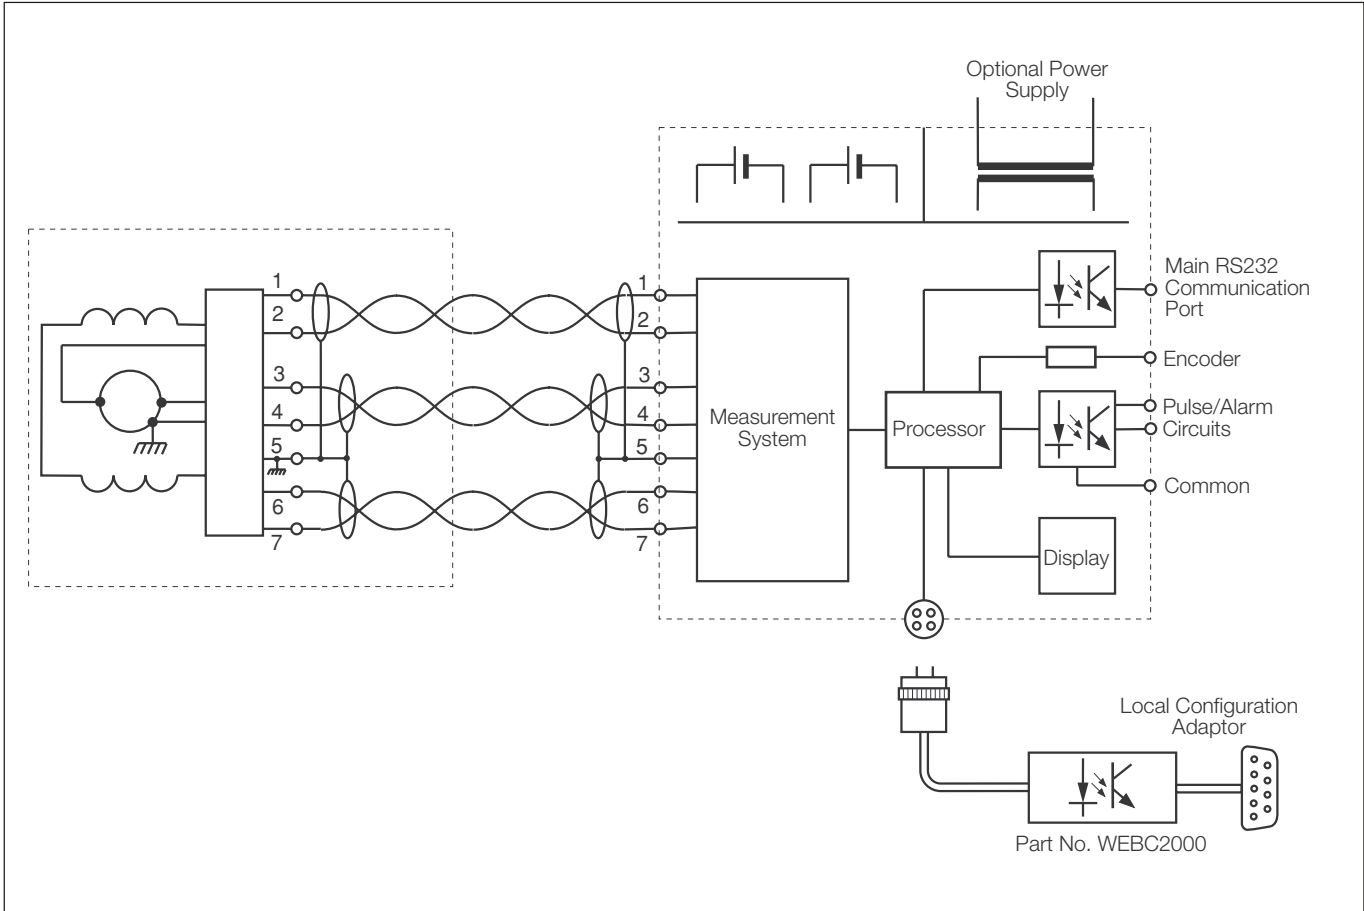 Optional Power
Supply
1
2
3
4
5
6
7
1
2
3
4
5
6
7
Measurement
System
Processor
Display
Main RS232
Communication
Port
Encoder
Pulse/Alarm
Circuits
Common
Local Configuration
Adaptor
Part No. WEBC2000